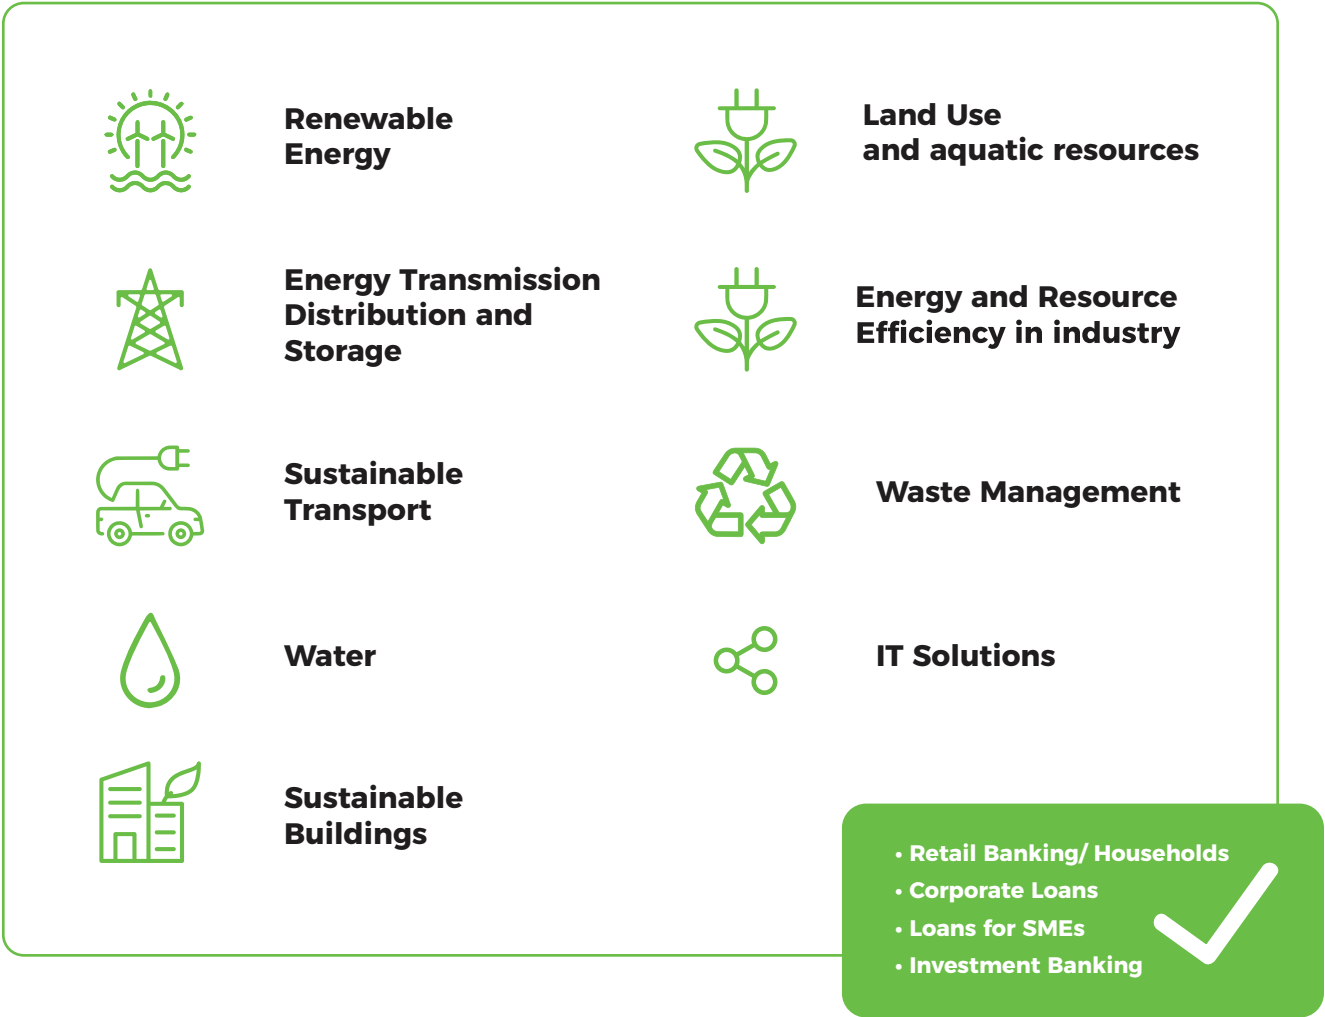 Renewable
Energy
Energy Transmission
Distribution and
Storage
Sustainable
Transport
Water
Sustainable
Buildings
Land Use
and aquatic resources
Energy and Resource
Efficiency in industry
Waste Management
IT Solutions
• Retail Banking/ Households
• Corporate Loans
• Loans for SMEs
• Investment Banking